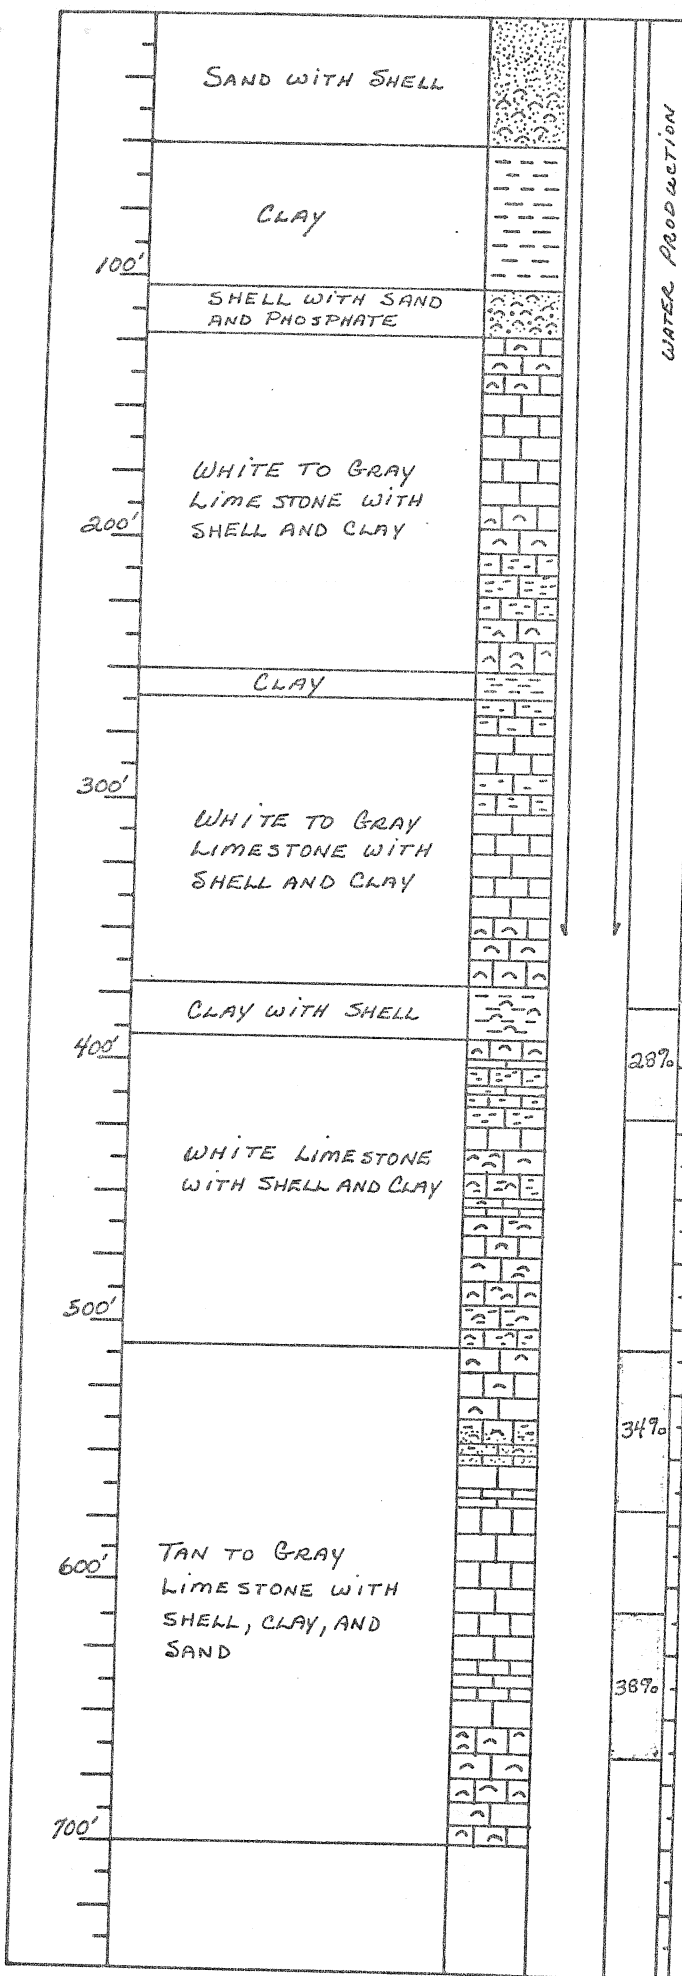 SAND WITH SHELL
WATER PRODUCTION
CLAY
100'
SHELL WITH SAND
AND PHOSPHATE
WHITE TO GRAY
LIME STONE WITH
SHELL AND CLAY
200'
CLAY
300'
WHITE TO GRAY
LIMESTONE WITH
SHELL AND CLAY
CLAY WITH SHELL
400'
28%
WHITE LIMESTONE
WITH SHELL AND CLAY
500'
34%
600'
TAN TO GRAY
LIMESTONE WITH
SHELL, CLAY, AND
SAND
38%
700'